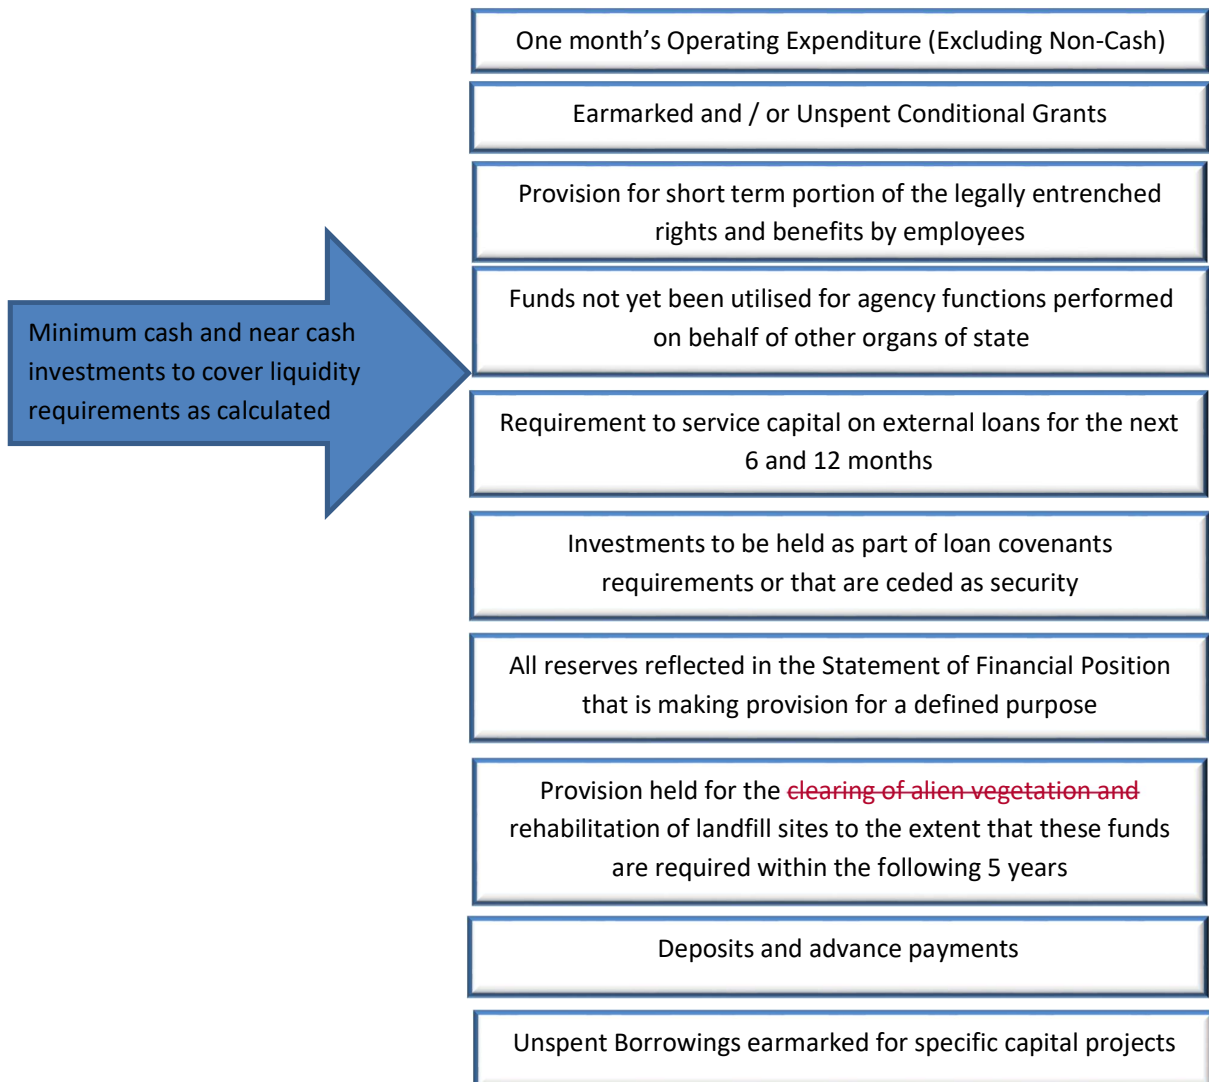 One month's Operating Expenditure (Excluding Non-Cash)
Earmarked and / or Unspent Conditional Grants
Provision for short term portion of the legally entrenched
rights and benefits by employees
Funds not yet been utilised for agency functions performed
on behalf of other organs of state
Minimum cash and near cash
investments to cover liquidity
requirements as calculated
Requirement to service capital on external loans for the next
6 and 12 months
Investments to be held as part of loan covenants
requirements or that are ceded as security
All reserves reflected in the Statement of Financial Position
that is making provision for a defined purpose
Provision held for the clearing of alien vegetation and
rehabilitation of landfill sites to the extent that these funds
are required within the following 5 years
Deposits and advance payments
Unspent Borrowings earmarked for specific capital projects